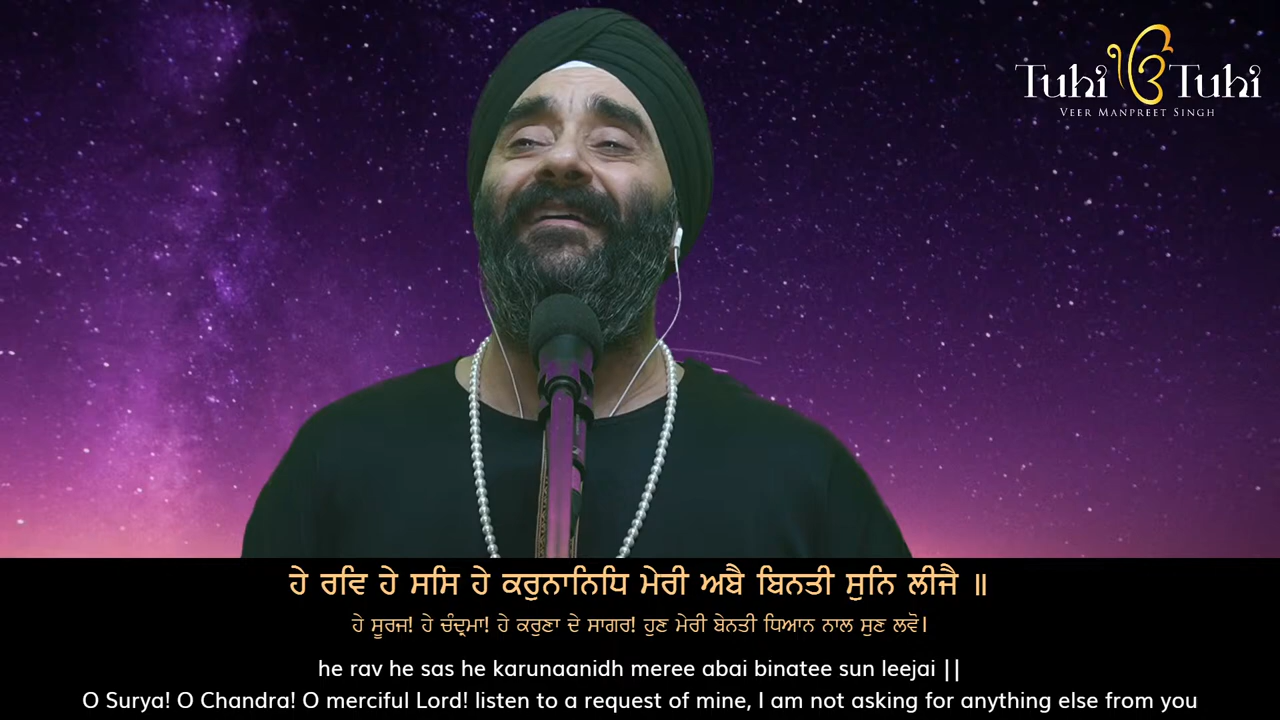 Tuhi ੴ Tuhi
VEER MANPREET SINGH
ਹੇ ਰਵਿ ਹੇ ਸਸਿ ਹੇ ਕਰੁਨਾਨਿਧਿ ਮੇਰੀ ਅਬੈ ਬਿਨਤੀ ਸੁਨਿ ਲੀਜੈ ॥
ਹੇ ਸੂਰਜ! ਹੇ ਚੰਦ੍ਰਮਾ! ਹੇ ਕਰੁਣਾ ਦੇ ਸਾਗਰ! ਹੁਣ ਮੇਰੀ ਬੇਨਤੀ ਧਿਆਨ ਨਾਲ ਸੁਣ ਲਵੋ।
he rav he sas he karunaanidh meree abai binatee sun leejai ||
O Surya! O Chandra! O merciful Lord! listen to a request of mine, I am not asking for anything else from you